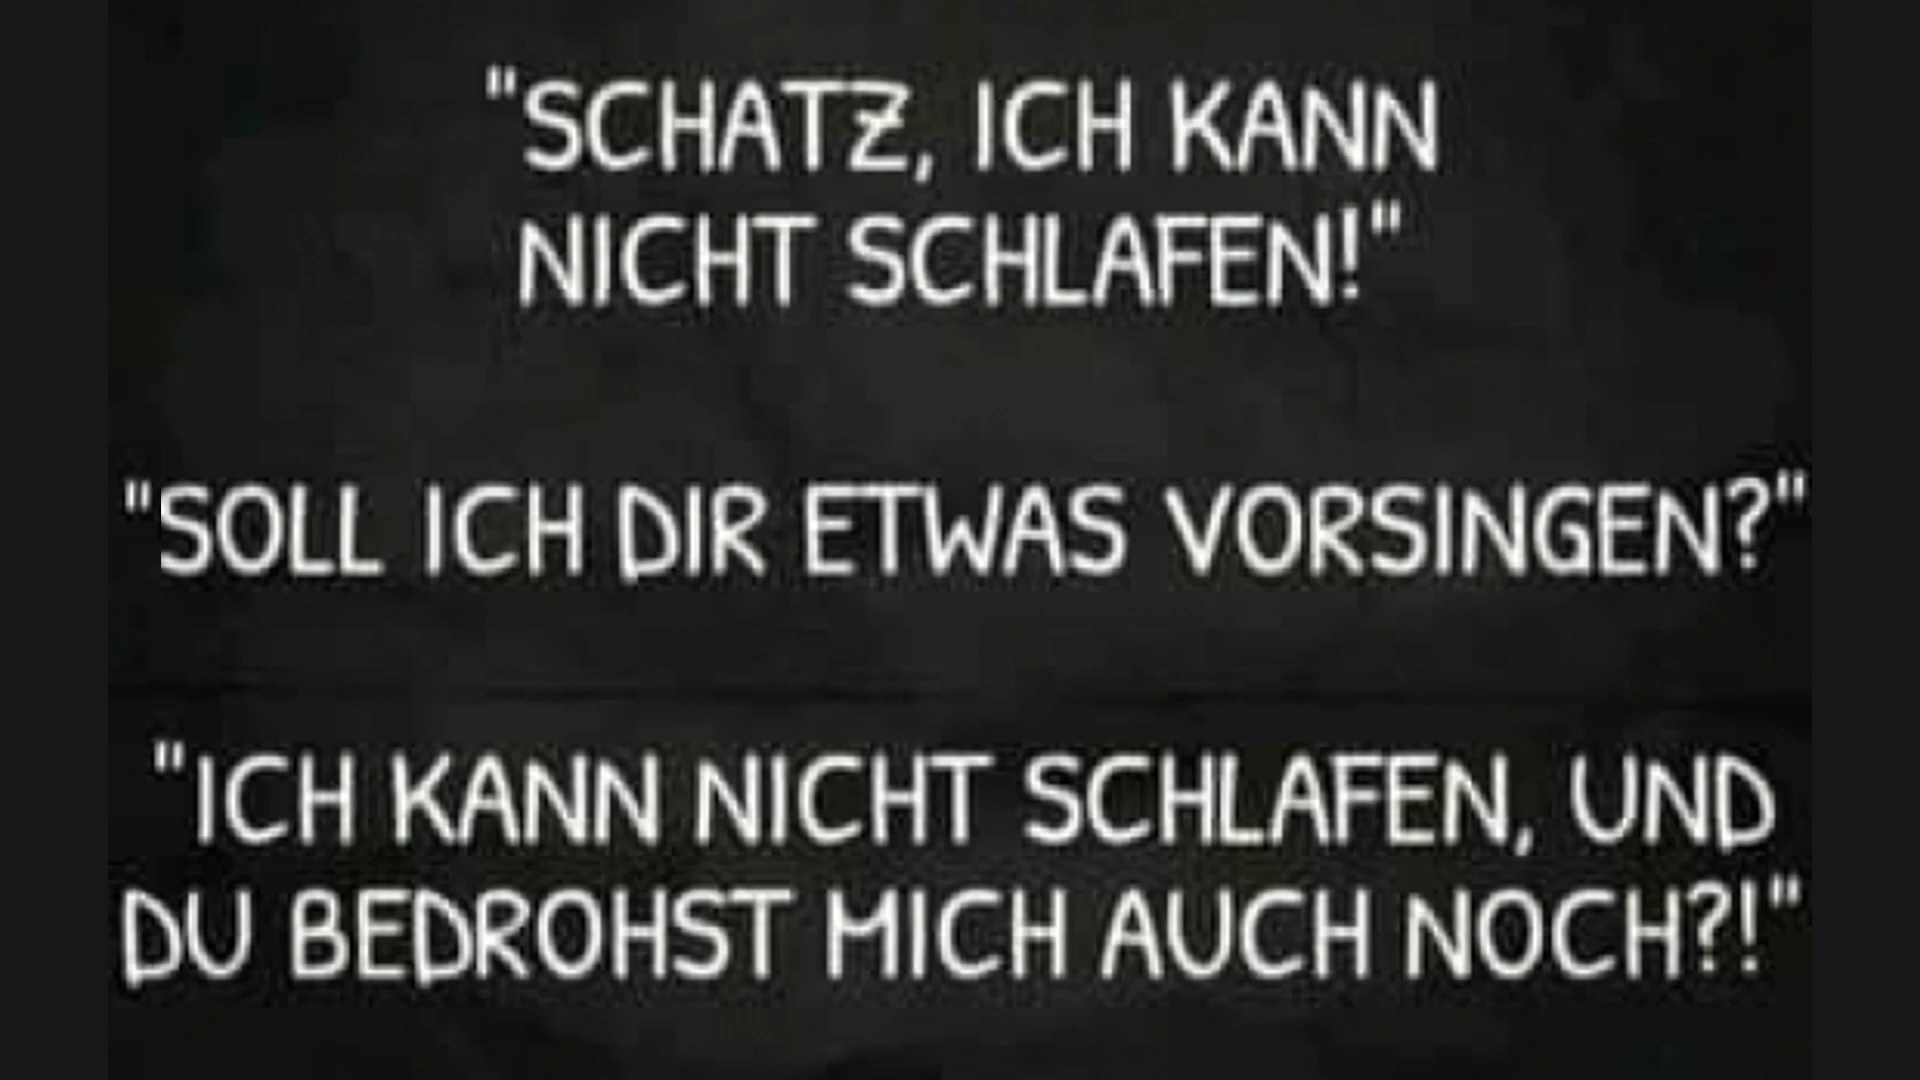 "SCHATZ, ICH KANN
NICHT SCHLAFEN!"
"SOLL ICH DIR ETWAS VORSINGEN?"
"ICH KANN NICHT SCHLAFEN, UND
DU BEDROHST MICH AUCH NOCH?!"